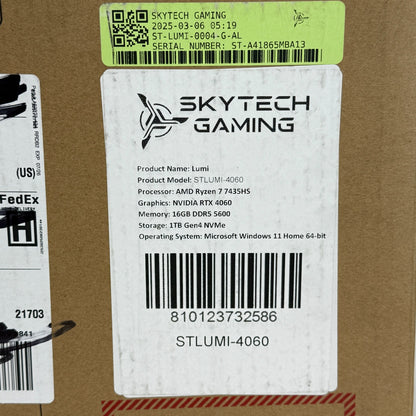 SKYTECH GAMING
2025-03-06 05:19
ST-LUMI-0004-G-AL
SERIAL NUMBER: ST-A41865MBA13
SKYTECH
GAMING
Product Name: Lumi
Product Model: STLUMI-4060
Processor: AMD Ryzen 7 7435HS
Graphics: NVIDIA RTX 4060
Memory: 16GB DDR5 5600
Storage: 1TB Gen4 NVMe
Operating System: Microsoft Windows 11 Home 64-bit
810123732586
STLUMI-4060
(US)
FedEx
H
21703